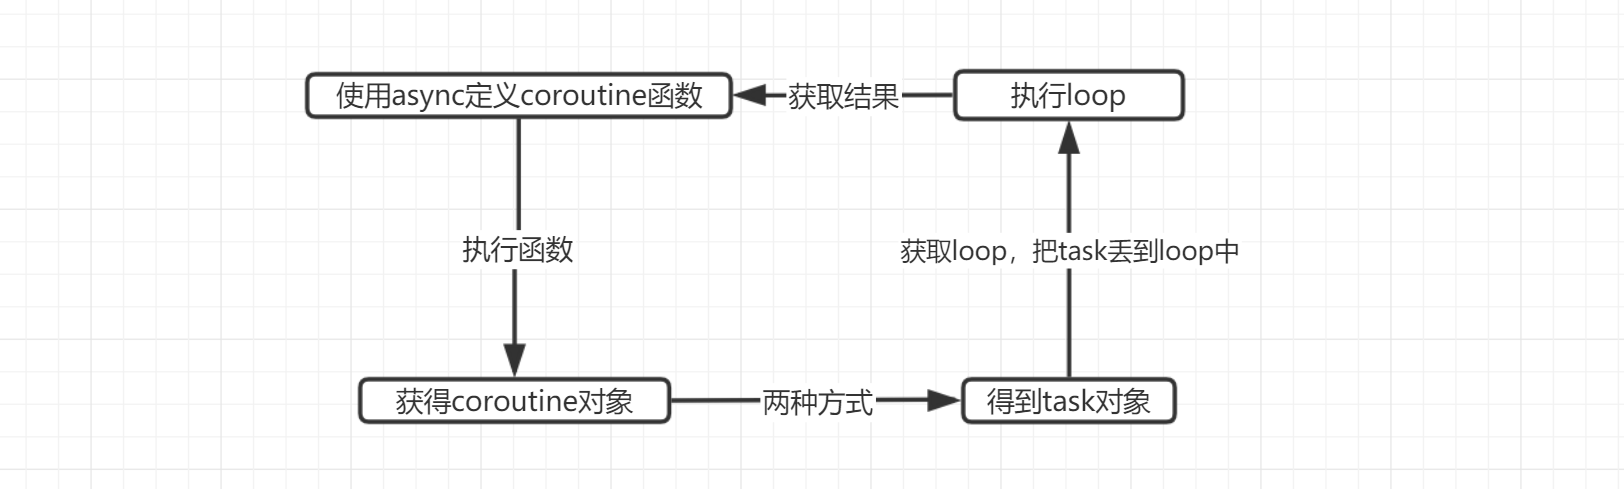 使用async定义coroutine函数
获取结果
执行loop
执行函数
获取loop，把task丢到loop中
获得coroutine对象
两种方式
得到task对象